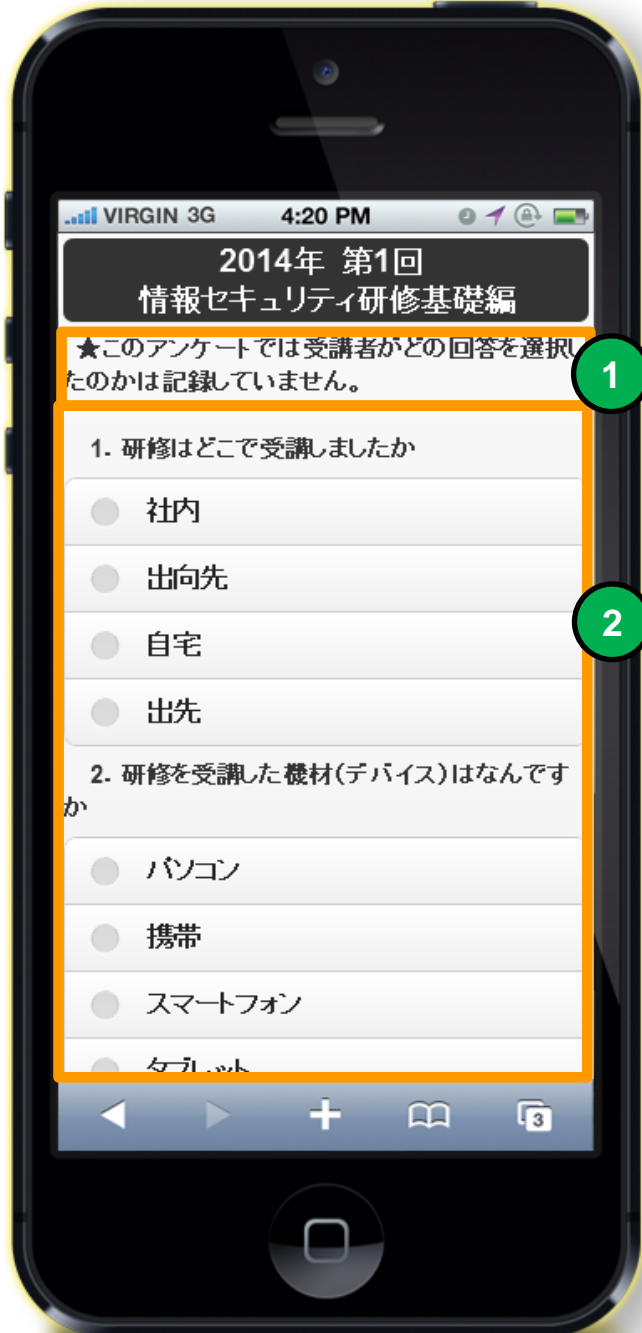 VIRGIN 3G 4:20 PM
2014年 第1回
情報セキュリティ研修基礎編
★このアンケートでは受講者がどの回答を選択し
たのかは記録していません。
1
1. 研修はどこで受講しましたか
社内
出向先
2
自宅
出先
2. 研修を受講した機材(デバイス)はなんです
か
パソコン
携帯
スマートフォン
タブレット
3